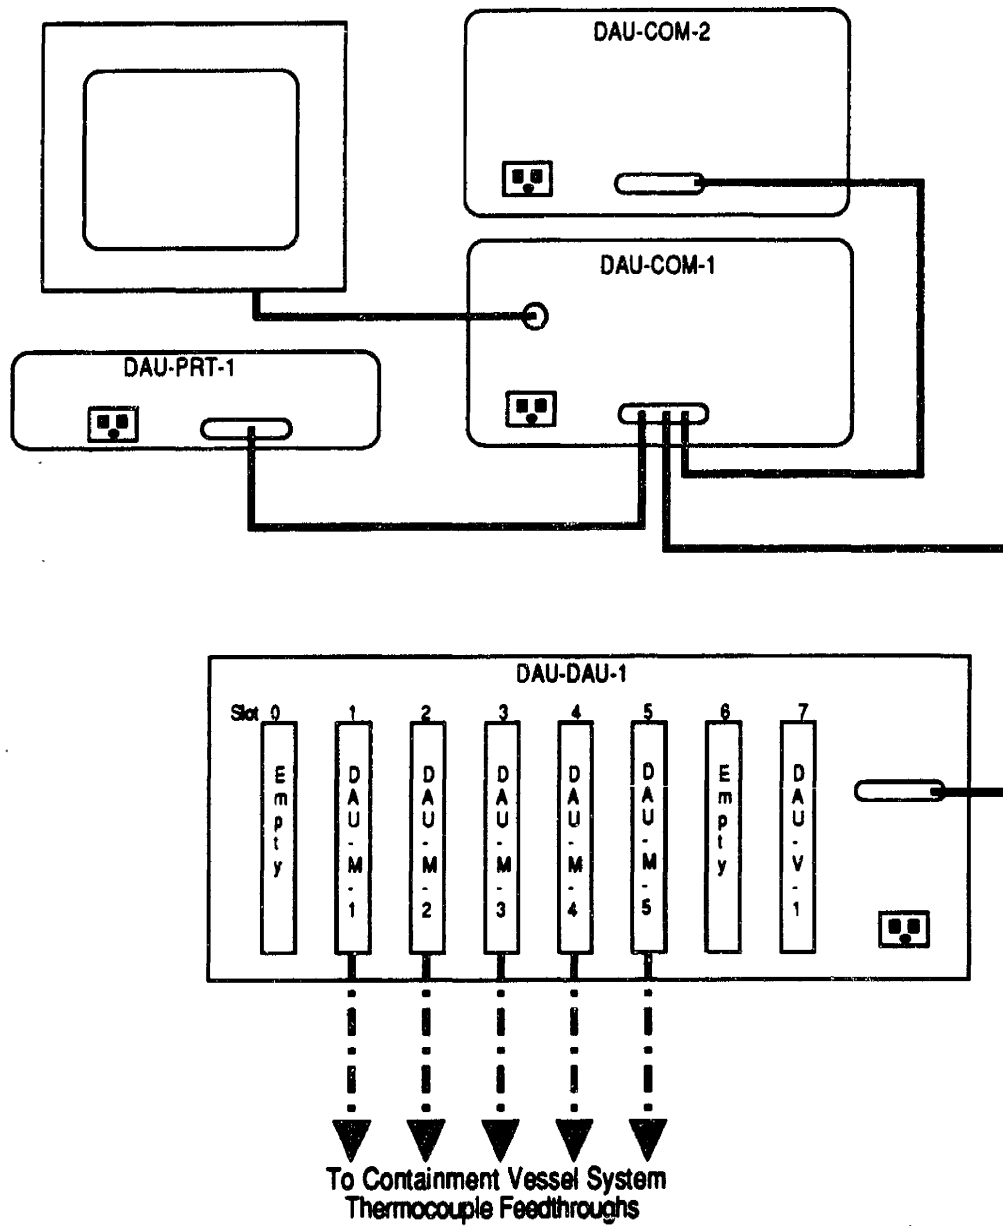 DAU-COM-2
DAU-COM-1
DAU-PRT-1
DAU-DAU-1
Slot 0 1 2 3 4 5 6 7
Empty
DAU-M-1
DAU-M-2
DAU-M-3
DAU-M-4
DAU-M-5
Empty
DAU-V-1
To Containment Vessel System
Thermocouple Feedthroughs